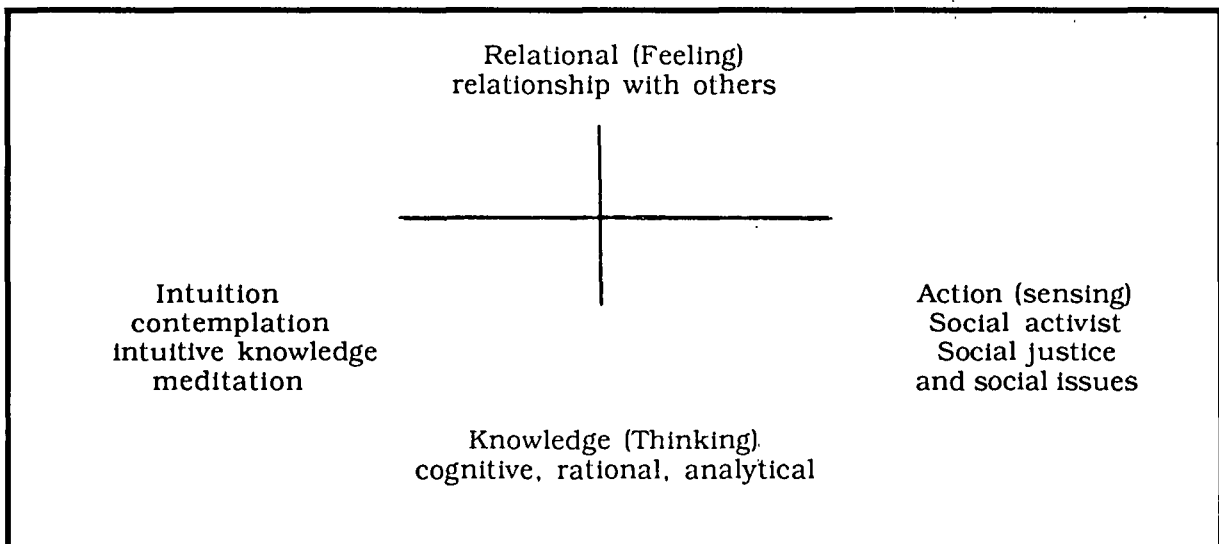 Relational (Feeling)
relationship with others
Intuition
contemplation
intuitive knowledge
meditation
Action (sensing)
Social activist
Social justice
and social issues
Knowledge (Thinking)
cognitive, rational, analytical